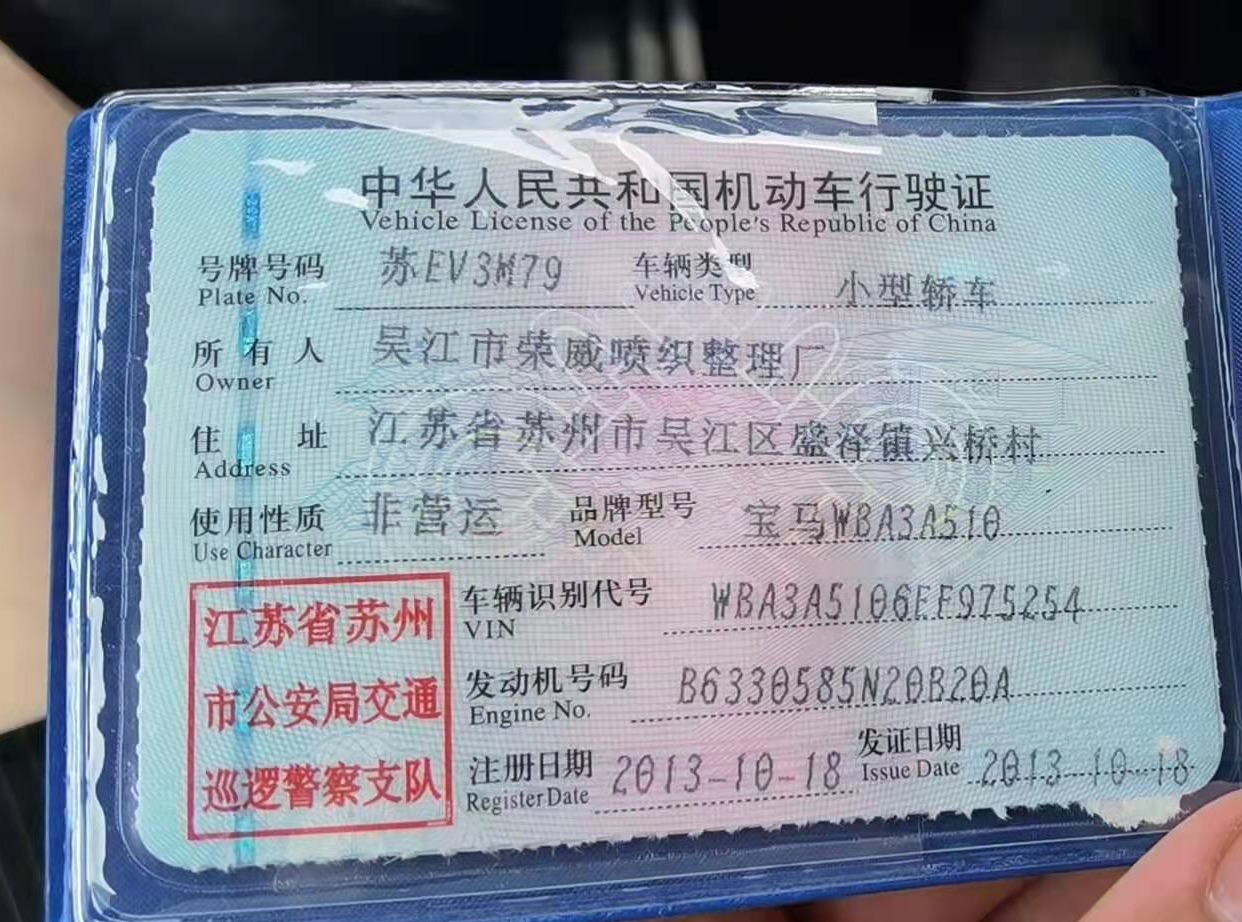 中华人民共和国机动车行驶证
Vehicle License of the People's Republic of China
号牌号码 苏EV3M79 车辆类型 小型轿车
Plate No. Vehicle Type
所有人 吴江市荣威喷织整理厂
Owner
住址 江苏省苏州市吴江区盛泽镇兴桥村
Address
使用性质 非营运 品牌型号 宝马WBA3A510
Use Character Model
车辆识别代号 WBA3A5106EF975254
VIN
发动机号码 B6330585N20B20A
Engine No.
注册日期 2013-10-18 发证日期 2013-10-18
Register Date Issue Date
江苏省苏州
市公安局交通
巡逻警察支队